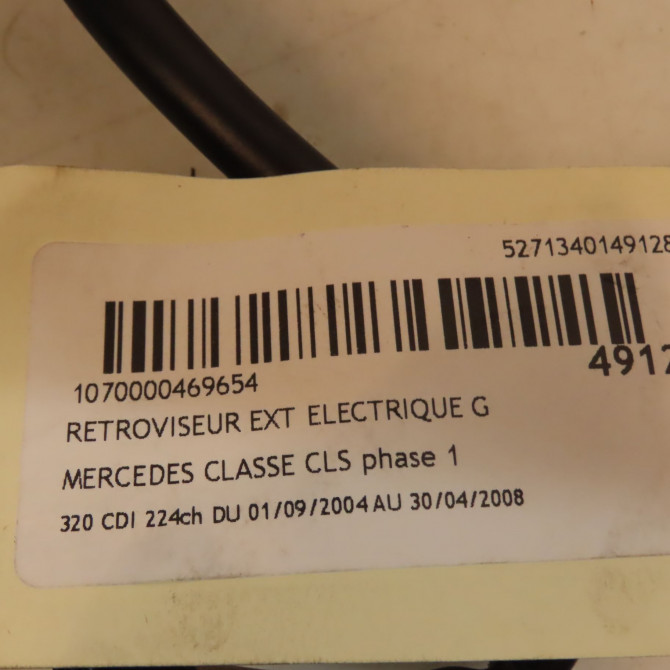 5271340149128
4917
1070000469654
RETROVISEUR EXT ELECTRIQUE G
MERCEDES CLASSE CLS phase 1
320 CDI 224ch DU 01/09/2004 AU 30/04/2008